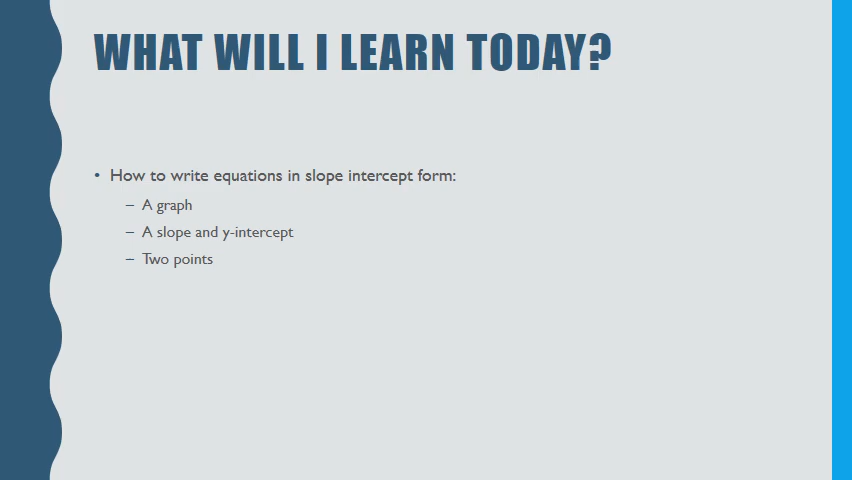 WHAT WILL I LEARN TODAY?
• How to write equations in slope intercept form:
– A graph
– A slope and y-intercept
– Two points